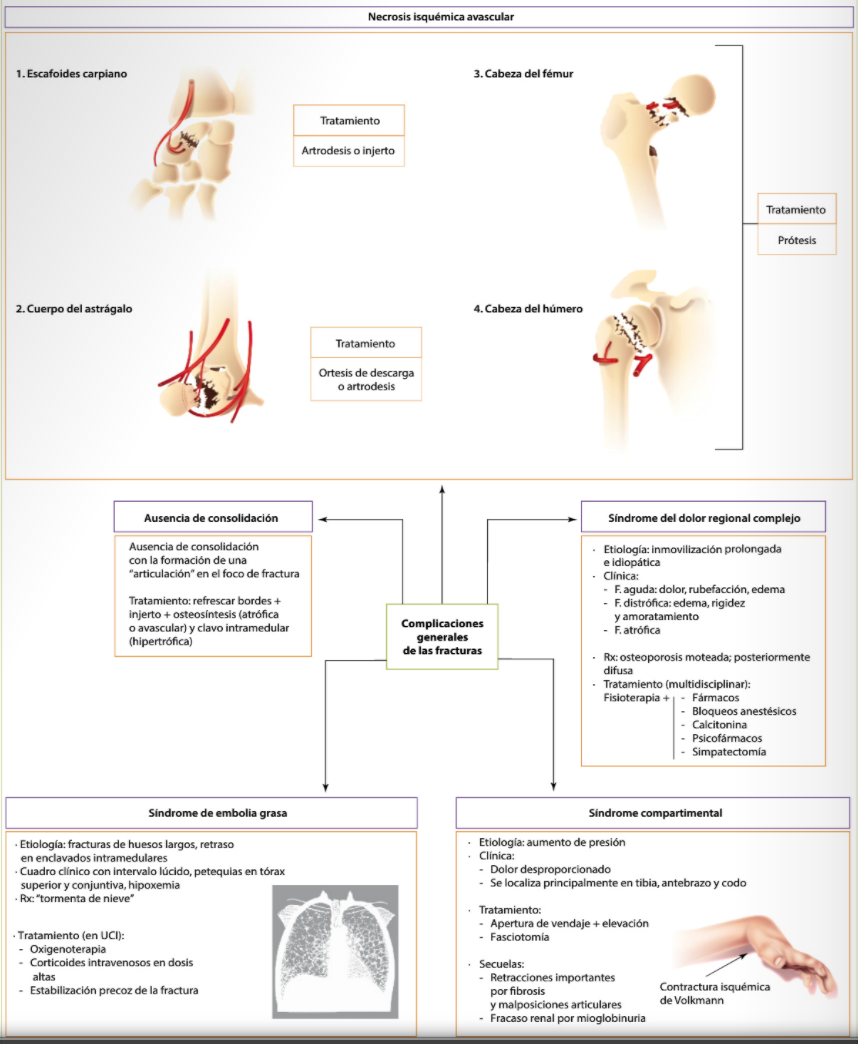 Necrosis isquémica avascular
1. Escafoides carpiano
Tratamiento
Artrodesis o injerto
3. Cabeza del fémur
Tratamiento
Prótesis
2. Cuerpo del astrágalo
Tratamiento
Ortesis de descarga
o artrodesis
4. Cabeza del húmero
Ausencia de consolidación
Ausencia de consolidación
con la formación de una
“articulación” en el foco de fractura
Tratamiento: refrescar bordes +
injerto + osteosíntesis (atrófica
o avascular) y clavo intramedular
(hipertrófica)
Complicaciones
generales
de las fracturas
Síndrome del dolor regional complejo
· Etiología: inmovilización prolongada
e idiopática
· Clínica:
- F. aguda: dolor, rubefacción, edema
- F. distrófica: edema, rigidez
y amoratamiento
- F. atrófica
· Rx: osteoporosis moteada; posteriormente
difusa
· Tratamiento (multidisciplinar):
Fisioterapia + - Fármacos
- Bloqueos anestésicos
- Calcitonina
- Psicofármacos
- Simpatectomía
Síndrome de embolia grasa
· Etiología: fracturas de huesos largos, retraso
en enclavados intramedulares
· Cuadro clínico con intervalo lúcido, petequias en tórax
superior y conjuntiva, hipoxemia
· Rx: “tormenta de nieve”
· Tratamiento (en UCI):
- Oxigenoterapia
- Corticoides intravenosos en dosis
altas
- Estabilización precoz de la fractura
Síndrome compartimental
· Etiología: aumento de presión
· Clínica:
- Dolor desproporcionado
- Se localiza principalmente en tibia, antebrazo y codo
· Tratamiento:
- Apertura de vendaje + elevación
- Fasciotomía
· Secuelas:
- Retracciones importantes
por fibrosis
y malposiciones articulares
- Fracaso renal por mioglobinuria
Contractura isquémica
de Volkmann